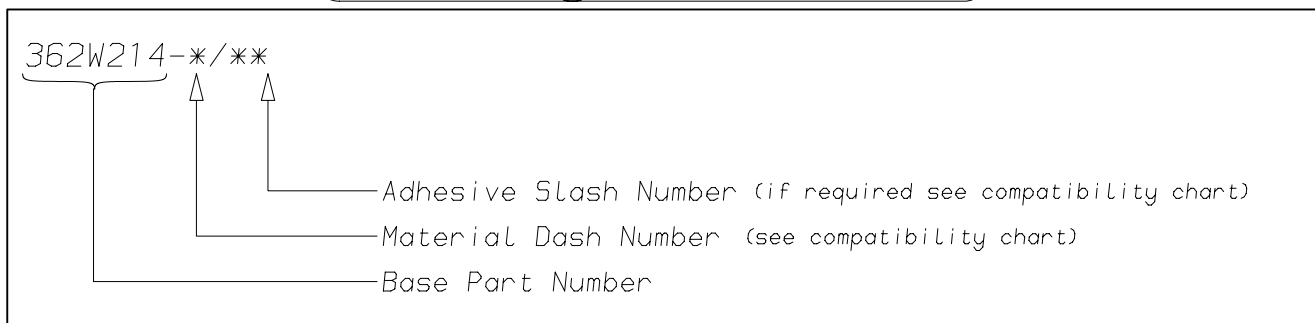 362W214-*/**
Adhesive Slash Number (if required see compatibility chart)
Material Dash Number (see compatibility chart)
Base Part Number